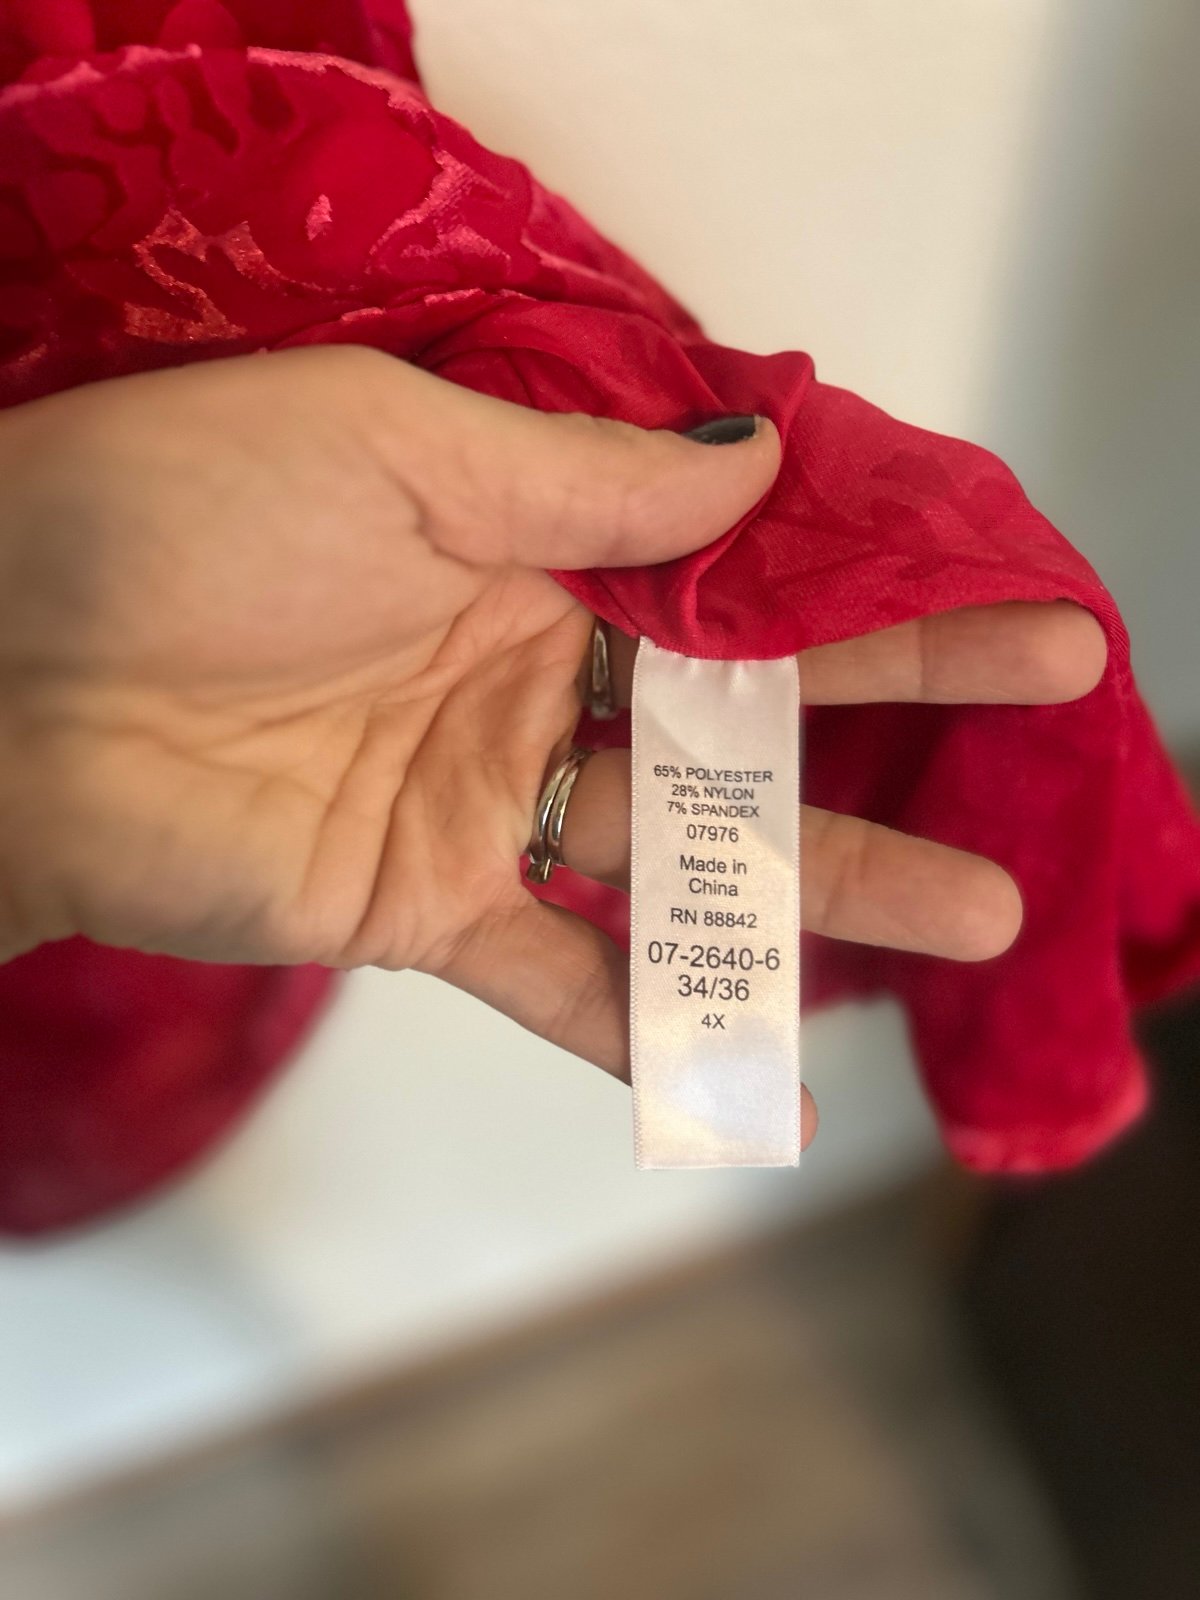 65% POLYESTER
28% NYLON
7% SPANDEX
07976
Made in
China
RN 88842
07-2640-6
34/36
4X